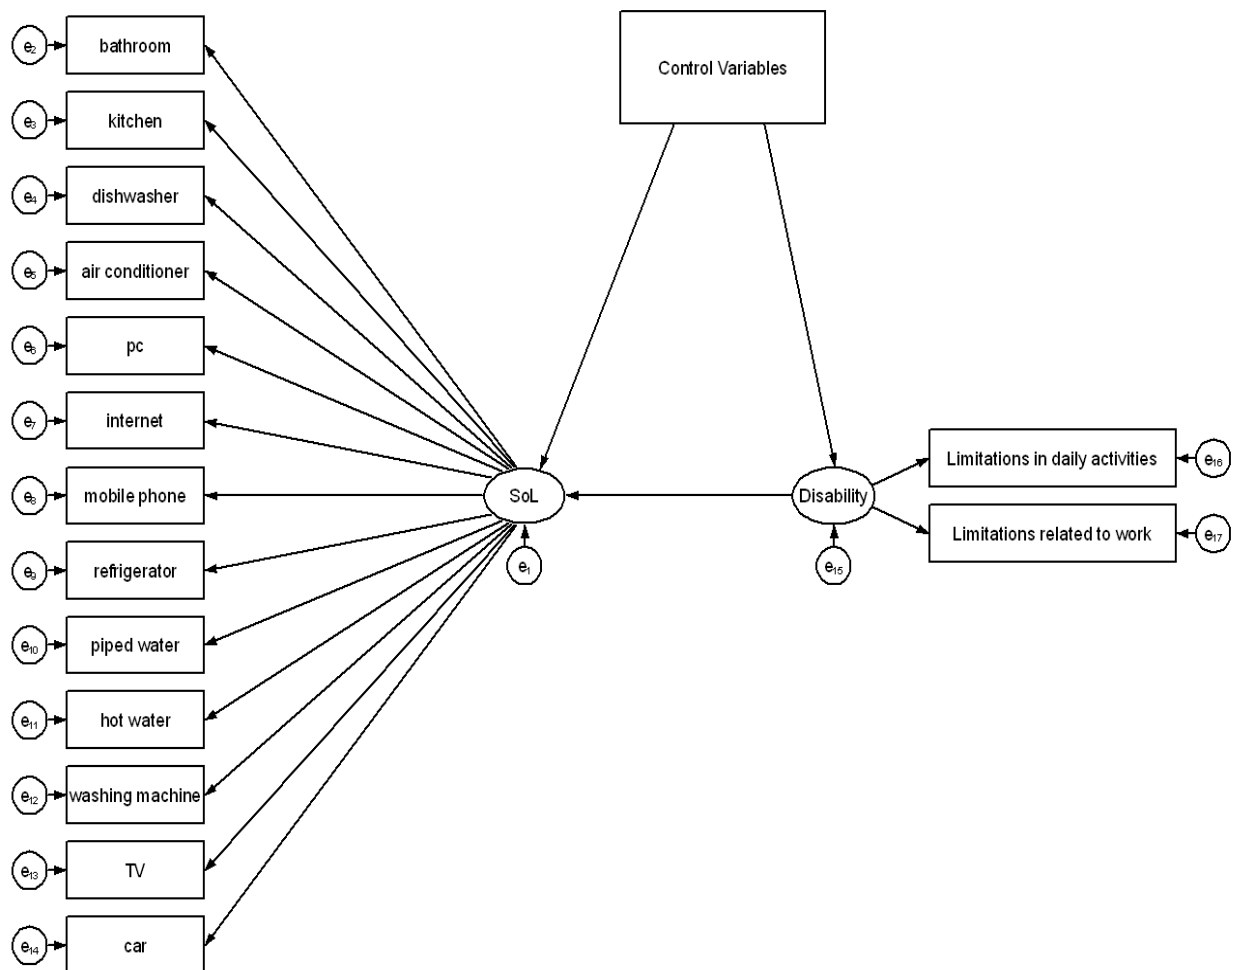 e2 bathroom
Control Variables
e3 kitchen
e4 dishwasher
e5 air conditioner
e6 pc
e7 internet
e8 mobile phone
SoL
Disability
Limitations in daily activities e16
Limitations related to work e17
e9 refrigerator
e1
e15
e10 piped water
e11 hot water
e12 washing machine
e13 TV
e14 car